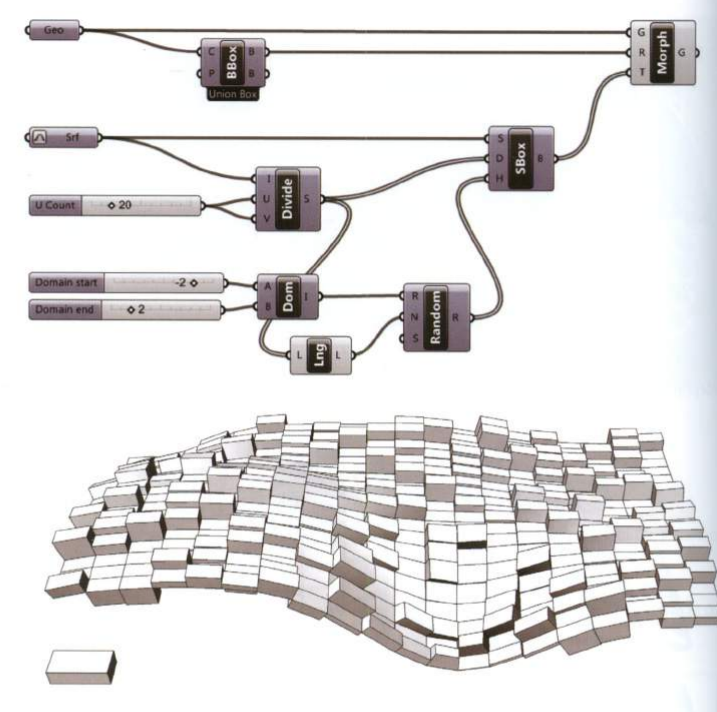 Geo
C BBox B
P B
Union Box
G Morph G
R
T
Srf
S SBox B
D
H
U Count 20
I Divide S
U
V
Domain start -2
Domain end 2
A Dom I
B
R Random R
N
S
L Lng L